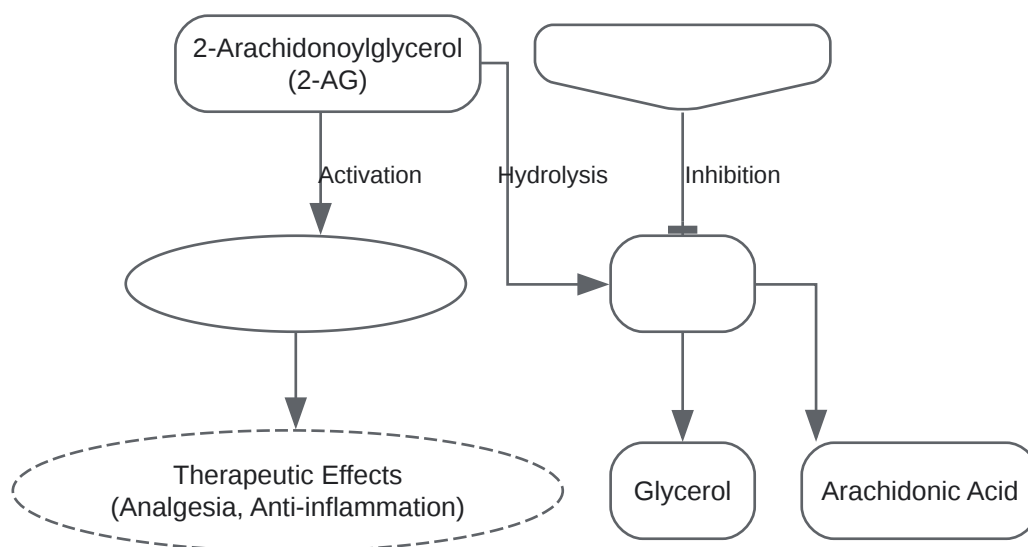 2-Arachidonoylglycerol
(2-AG)
Activation
Hydrolysis
Inhibition
Therapeutic Effects
(Analgesia, Anti-inflammation)
Glycerol
Arachidonic Acid